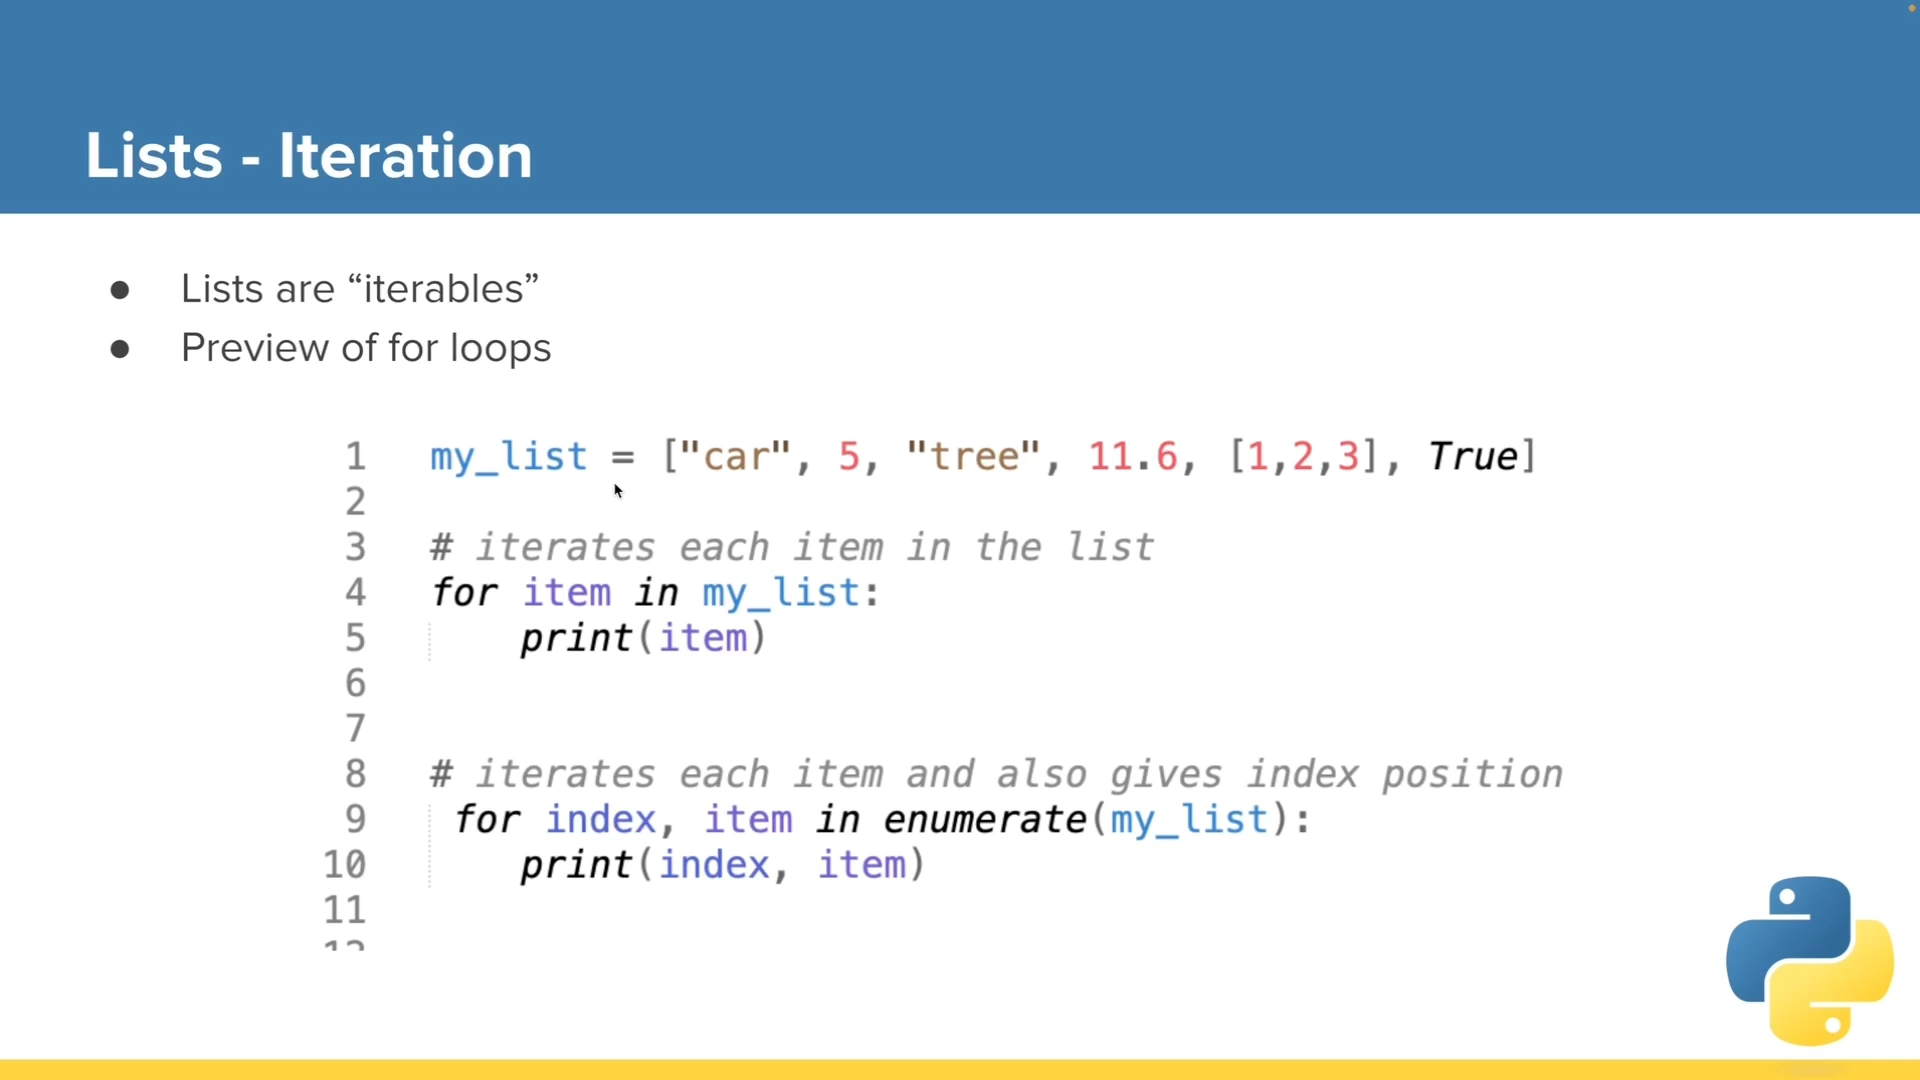 Lists - Iteration
● Lists are “iterables”
● Preview of for loops
1 my_list = ["car", 5, "tree", 11.6, [1,2,3], True]
2
3 # iterates each item in the list
4 for item in my_list:
5     print(item)
6
7
8 # iterates each item and also gives index position
9  for index, item in enumerate(my_list):
10     print(index, item)
11
12